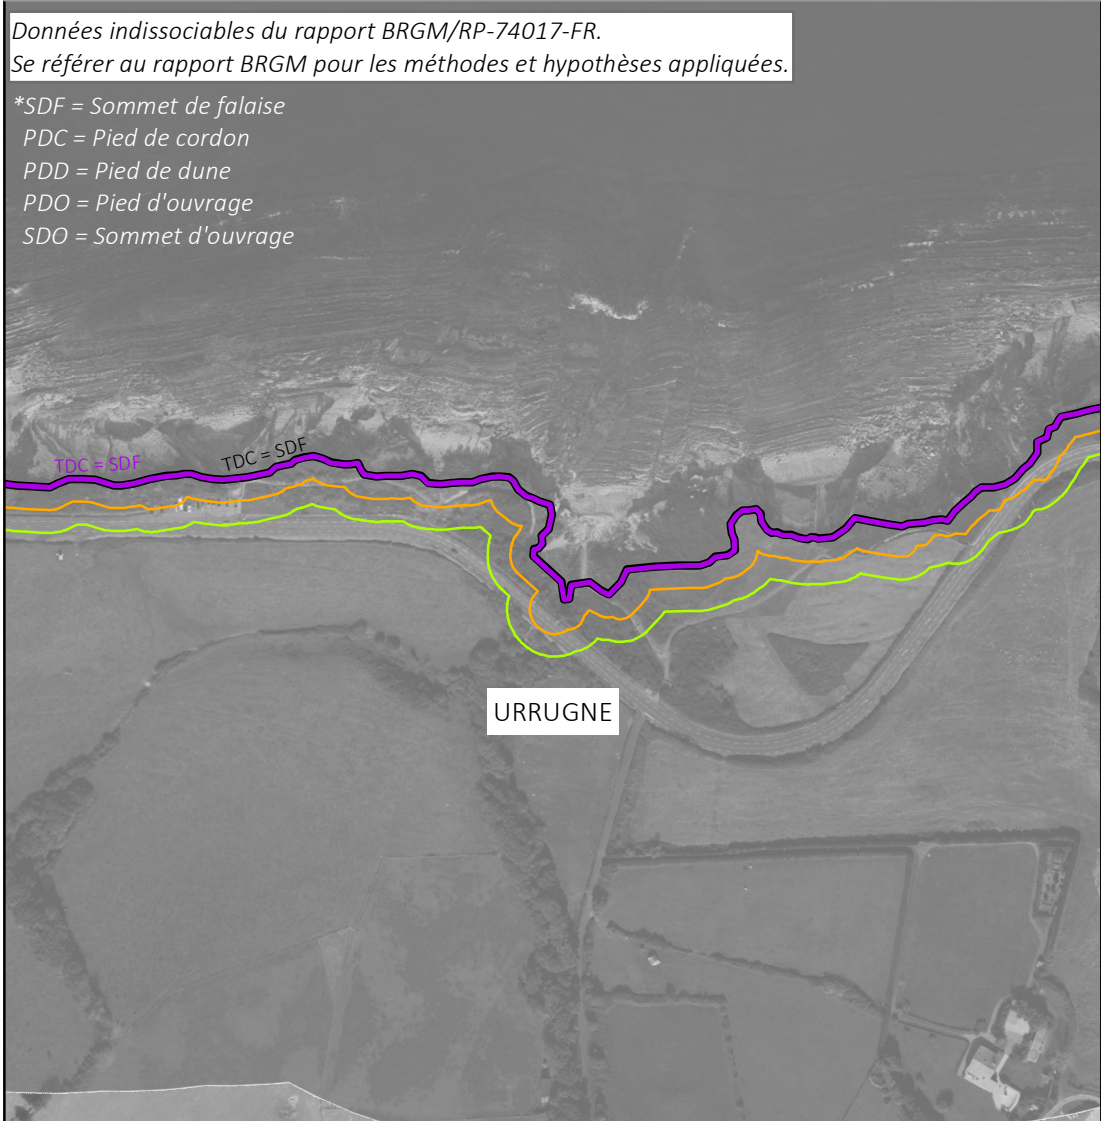 Données indissociables du rapport BRGM/RP-74017-FR.
Se référer au rapport BRGM pour les méthodes et hypothèses appliquées.
*SDF = Sommet de falaise
PDC = Pied de cordon
PDD = Pied de dune
PDO = Pied d'ouvrage
SDO = Sommet d'ouvrage
TDC = SDF
TDC = SDF
URRUGNE